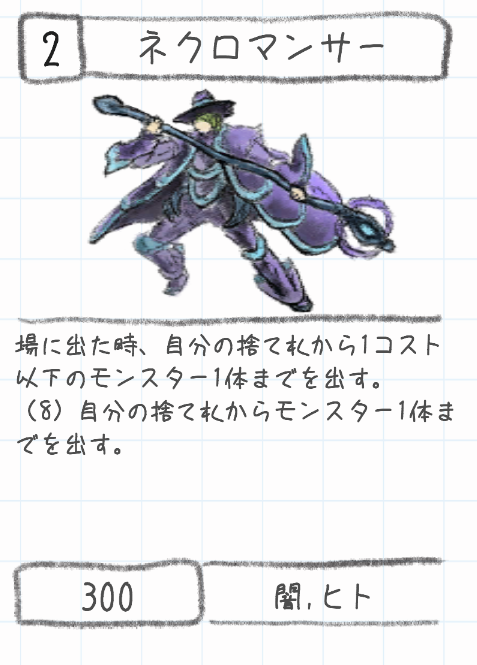 2
ネクロマンサー
場に出た時、自分の捨て札から1コスト
以下のモンスター1体までを出す。
（8）自分の捨て札からモンスター1体ま
でを出す。
300
闇,ヒト